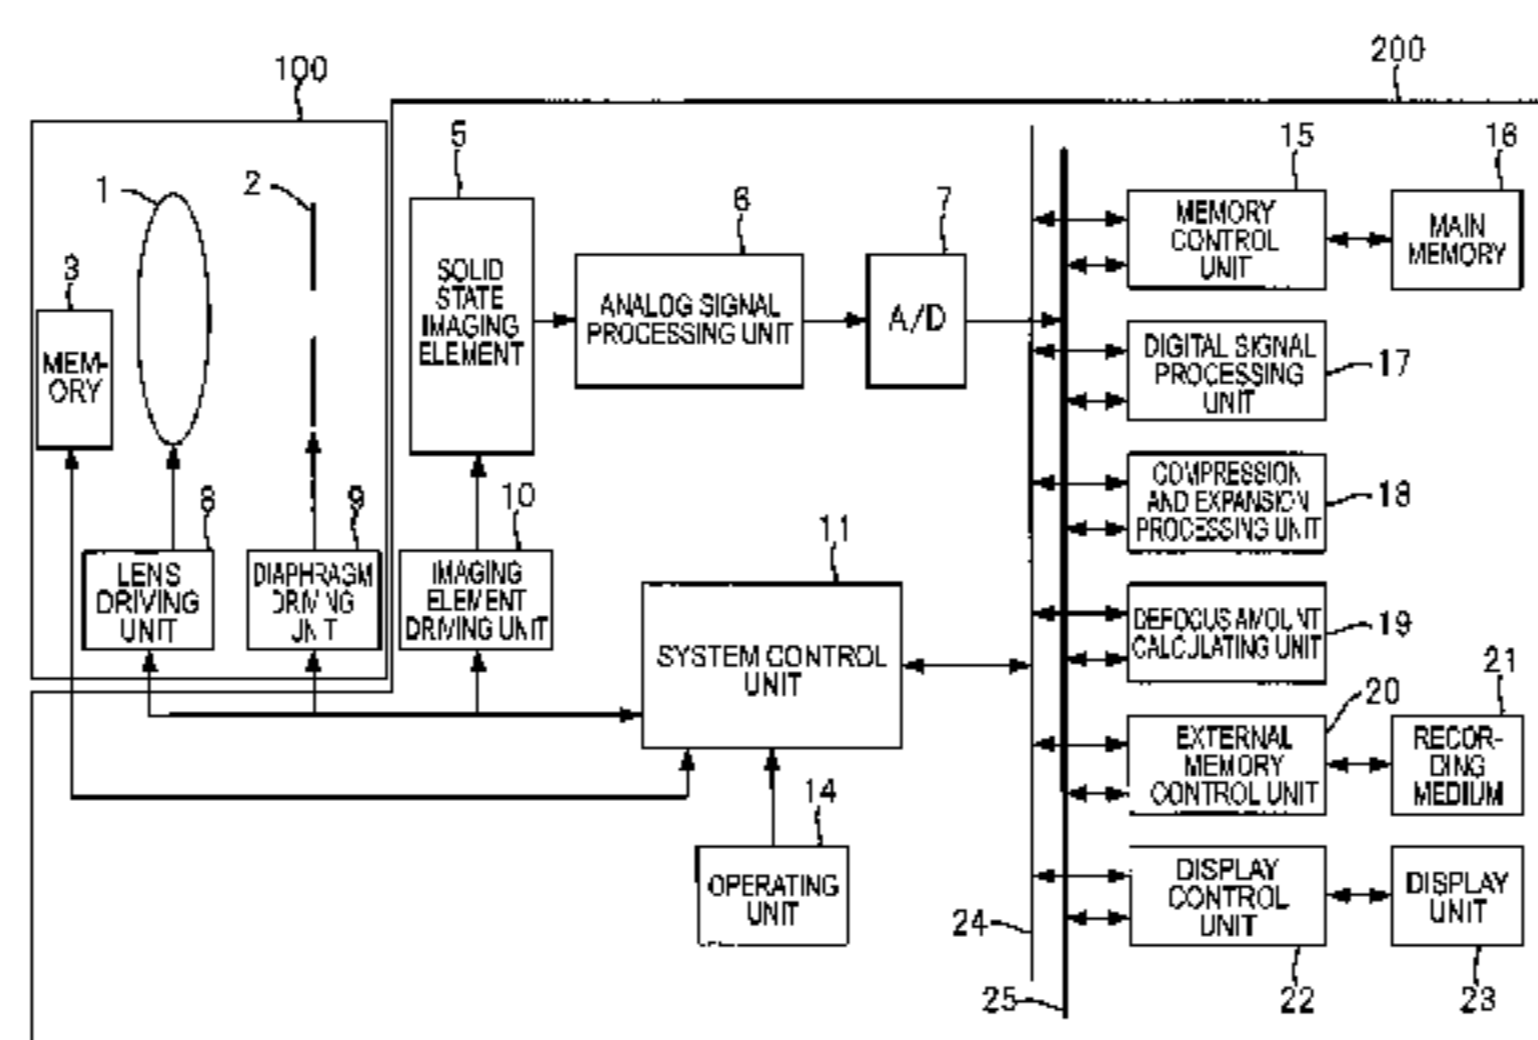 100
200
1
2
3
MEM-
ORY
5
SOLID
STATE
IMAGING
ELEMENT
6
ANALOG SIGNAL
PROCESSING UNIT
7
A/D
15
MEMORY
CONTROL
UNIT
16
MAIN
MEMORY
DIGITAL SIGNAL
PROCESSING
UNIT
17
COMPRESSION
AND EXPANSION
PROCESSING UNIT
18
8
LENS
DRIVING
UNIT
9
DIAPHRAGM
DRIVING
UNIT
10
IMAGING
ELEMENT
DRIVING UNIT
11
SYSTEM CONTROL
UNIT
DEFOCUS AMOUNT
CALCULATING UNIT
19
20
EXTERNAL
MEMORY
CONTROL UNIT
21
RECOR-
DING
MEDIUM
14
OPERATING
UNIT
DISPLAY
CONTROL
UNIT
22
DISPLAY
UNIT
23
24
25